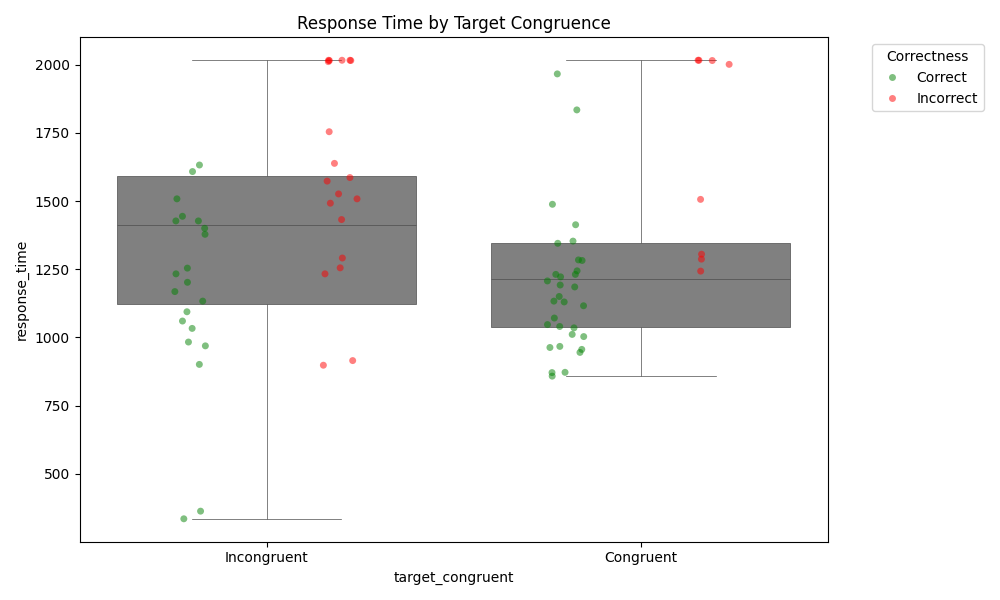 Response Time by Target Congruence
response_time
2000
1750
1500
1250
1000
750
500
Incongruent
Congruent
target_congruent
Correctness
Correct
Incorrect